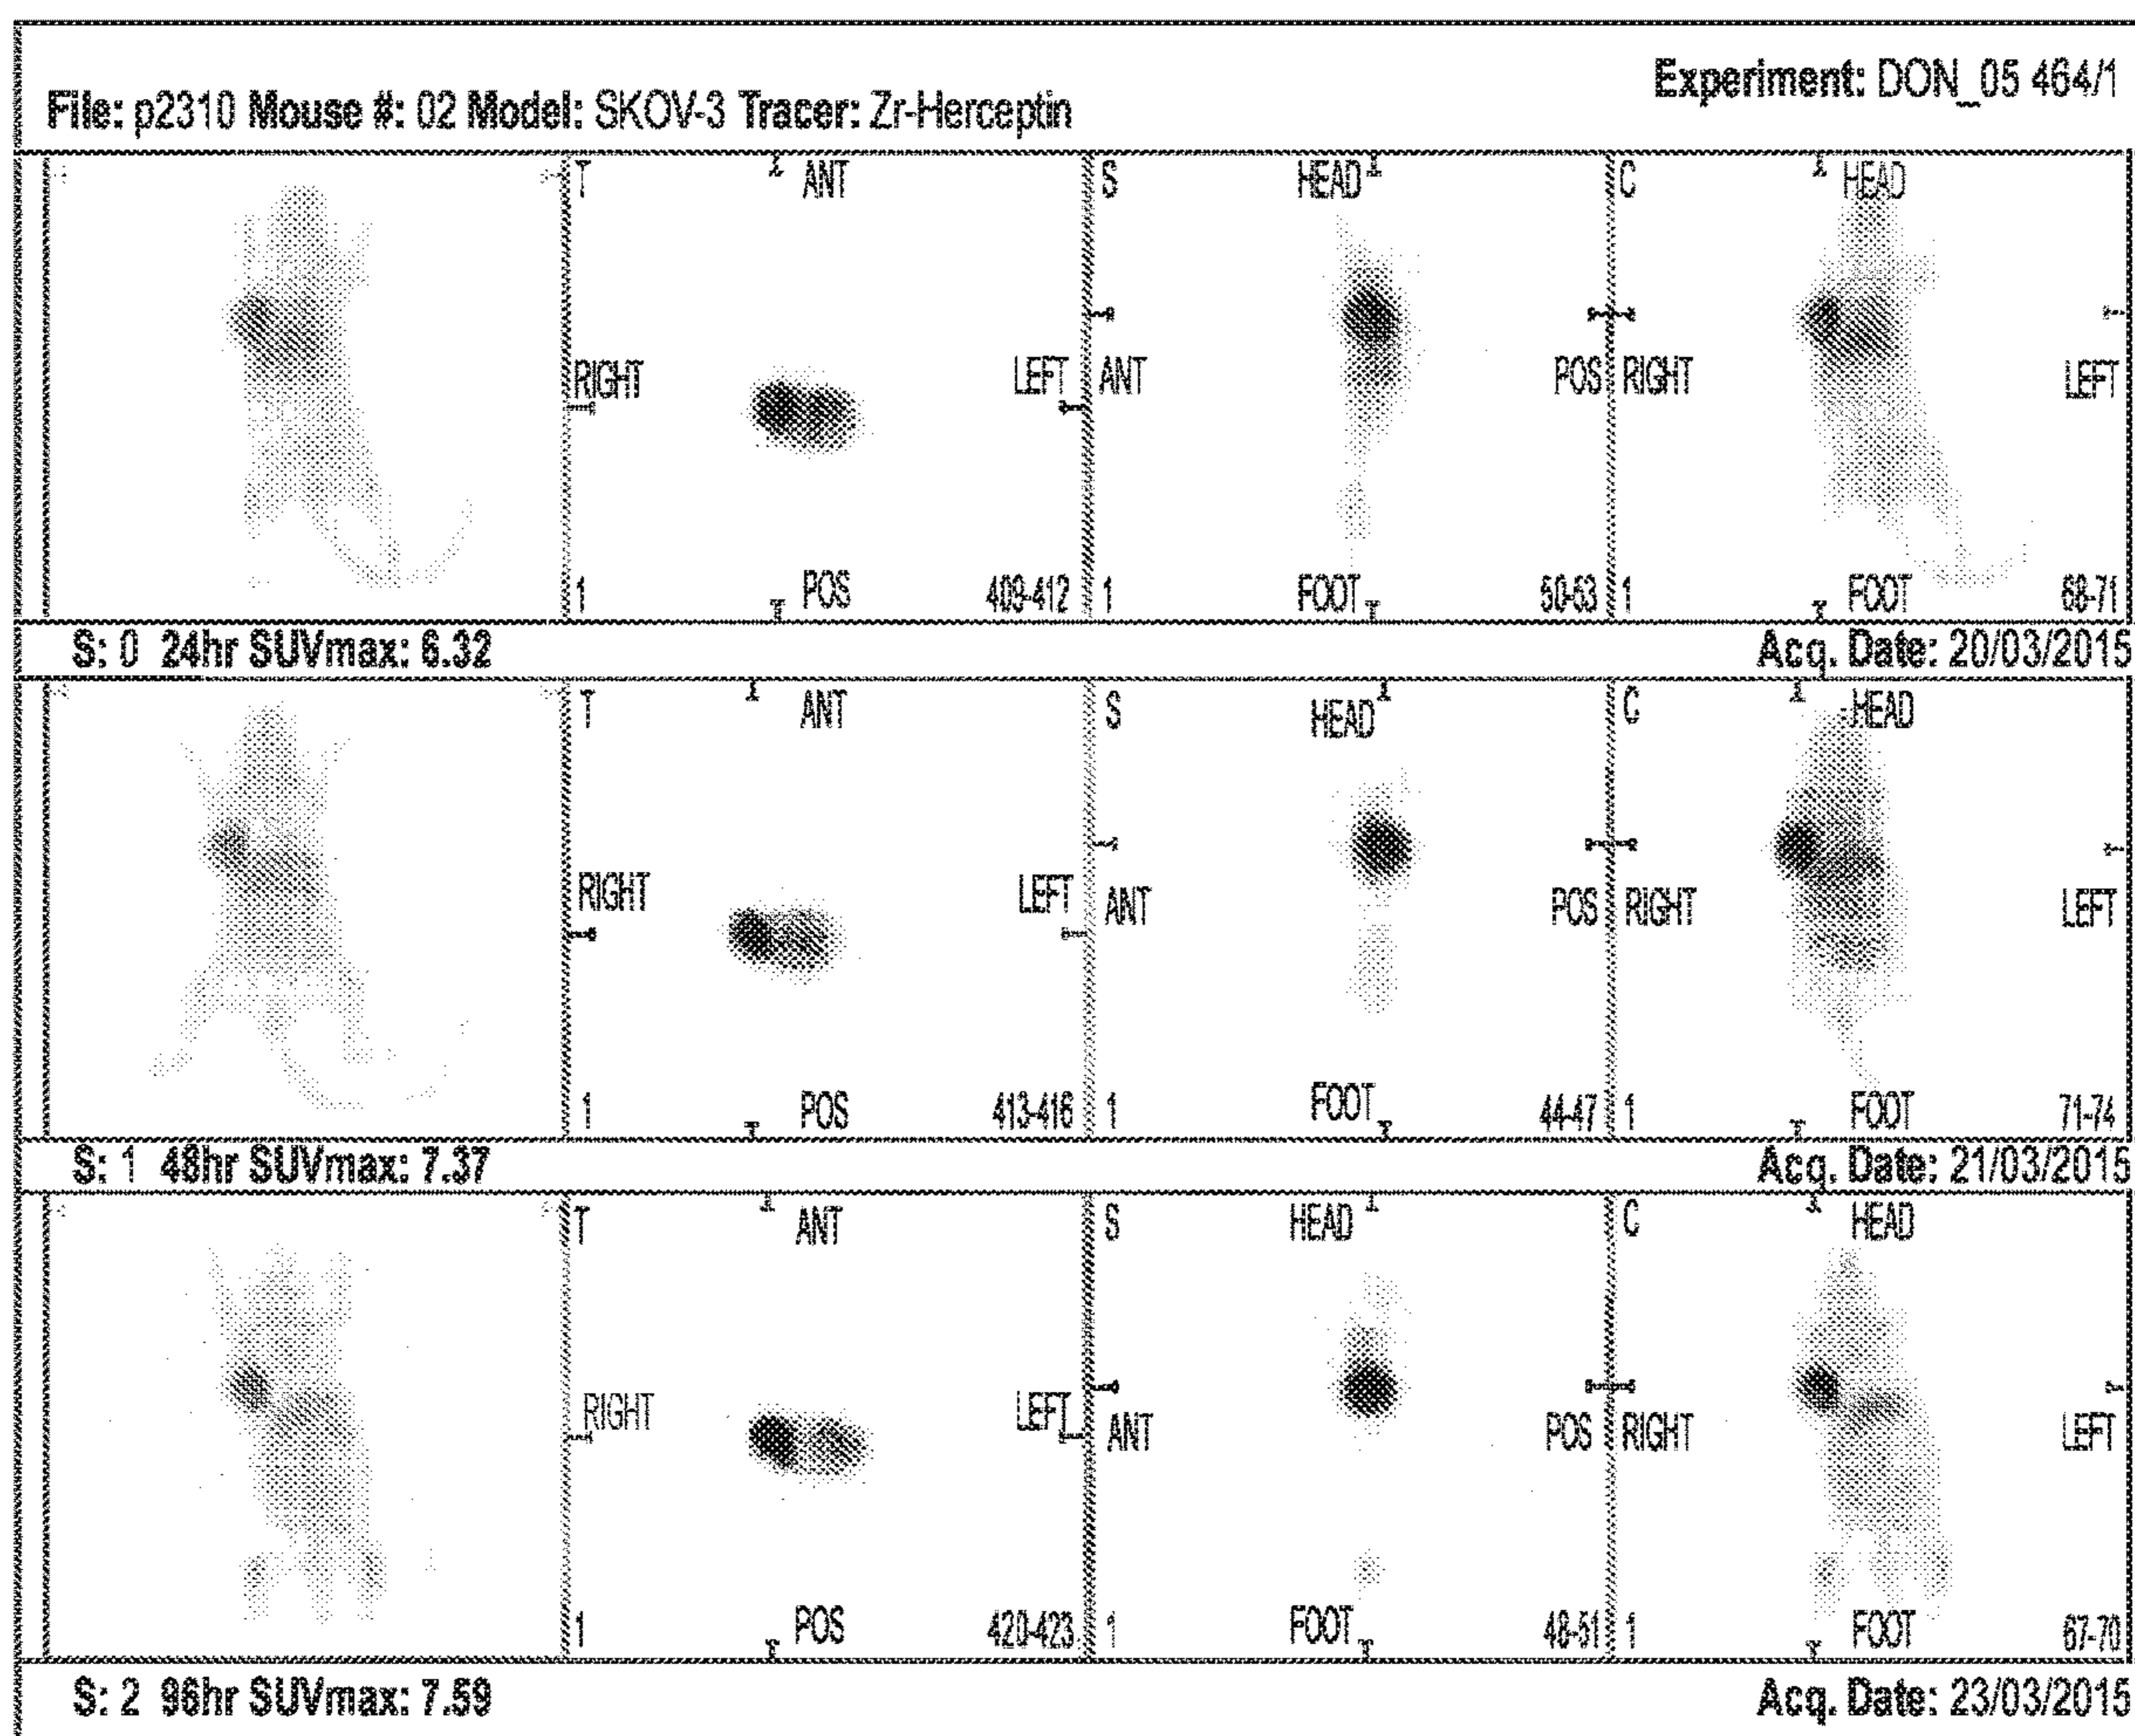 Experiment: DON_05 464/1
File: p2310 Mouse #: 02 Model: SKOV-3 Tracer: Zr-Herceptin
T ANT S HEAD C HEAD
RIGHT LEFT ANT POS RIGHT LEFT
1 POS 409-412 1 FOOT 50-53 1 FOOT 68-71
S: 0 24hr SUVmax: 6.32 Acq. Date: 20/03/2015
T ANT S HEAD C HEAD
RIGHT LEFT ANT POS RIGHT LEFT
1 POS 413-416 1 FOOT 44-47 1 FOOT 71-74
S: 1 48hr SUVmax: 7.37 Acq. Date: 21/03/2015
T ANT S HEAD C HEAD
RIGHT LEFT ANT POS RIGHT LEFT
1 POS 420-423 1 FOOT 48-51 1 FOOT 67-70
S: 2 96hr SUVmax: 7.59 Acq. Date: 23/03/2015